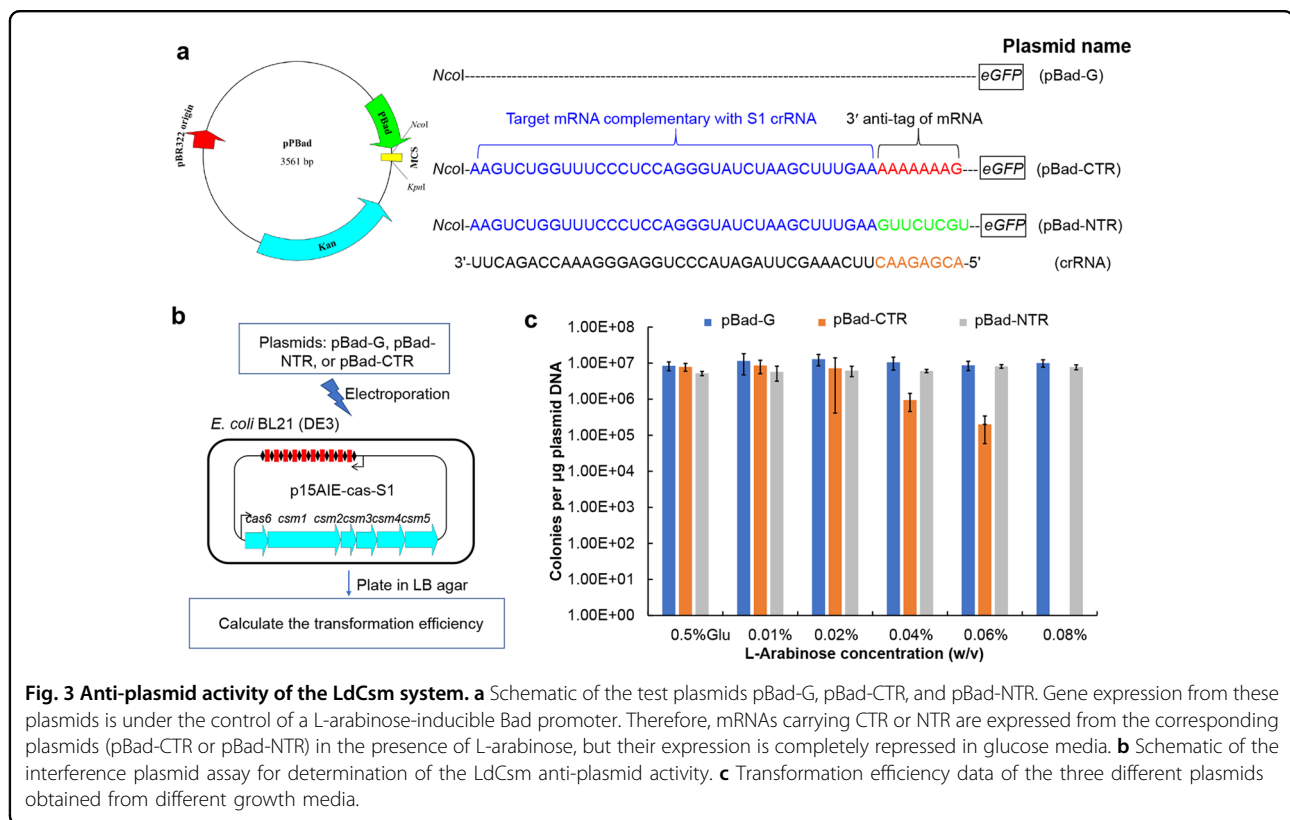 a
Plasmid name
pBR322 origin
PBad
NcoI
MCS
KpnI
pPBad
3561 bp
Kan
NcoI-----------------------------------------------------------eGFP (pBad-G)
Target mRNA complementary with S1 crRNA
3′ anti-tag of mRNA
NcoI-AAGUCUGGUUUCCCUCCAGGGUAUCUAAGCUUUGAAAAAAAAAG---eGFP (pBad-CTR)
NcoI-AAGUCUGGUUUCCCUCCAGGGUAUCUAAGCUUUGAAGUUCUCGU--eGFP (pBad-NTR)
3'-UUCAGACCAAAGGGAGGUCCCAUAGAUUCGAAACUUCAAGAGCA-5' (crRNA)
b
Plasmids: pBad-G, pBad-
NTR, or pBad-CTR
Electroporation
E. coli BL21 (DE3)
p15AIE-cas-S1
cas6 csm1 csm2csm3csm4csm5
Plate in LB agar
Calculate the transformation efficiency
c
pBad-G pBad-CTR pBad-NTR
Colonies per µg plasmid DNA
1.00E+08
1.00E+07
1.00E+06
1.00E+05
1.00E+04
1.00E+03
1.00E+02
1.00E+01
1.00E+00
0.5%Glu 0.01% 0.02% 0.04% 0.06% 0.08%
L-Arabinose concentration (w/v)
Fig. 3 Anti-plasmid activity of the LdCsm system. a Schematic of the test plasmids pBad-G, pBad-CTR, and pBad-NTR. Gene expression from these
plasmids is under the control of a L-arabinose-inducible Bad promoter. Therefore, mRNAs carrying CTR or NTR are expressed from the corresponding
plasmids (pBad-CTR or pBad-NTR) in the presence of L-arabinose, but their expression is completely repressed in glucose media. b Schematic of the
interference plasmid assay for determination of the LdCsm anti-plasmid activity. c Transformation efficiency data of the three different plasmids
obtained from different growth media.